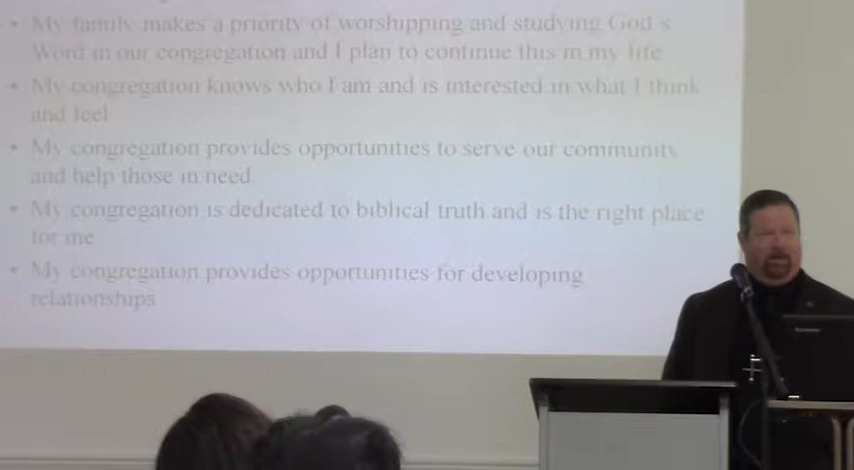 • My family makes a priority of worshipping and studying God's
Word in our congregation and I plan to continue this in my life
• My congregation knows who I am and is interested in what I think
and feel
• My congregation provides opportunities to serve our community
and help those in need
• My congregation is dedicated to biblical truth and is the right place
for me
• My congregation provides opportunities for developing
relationships